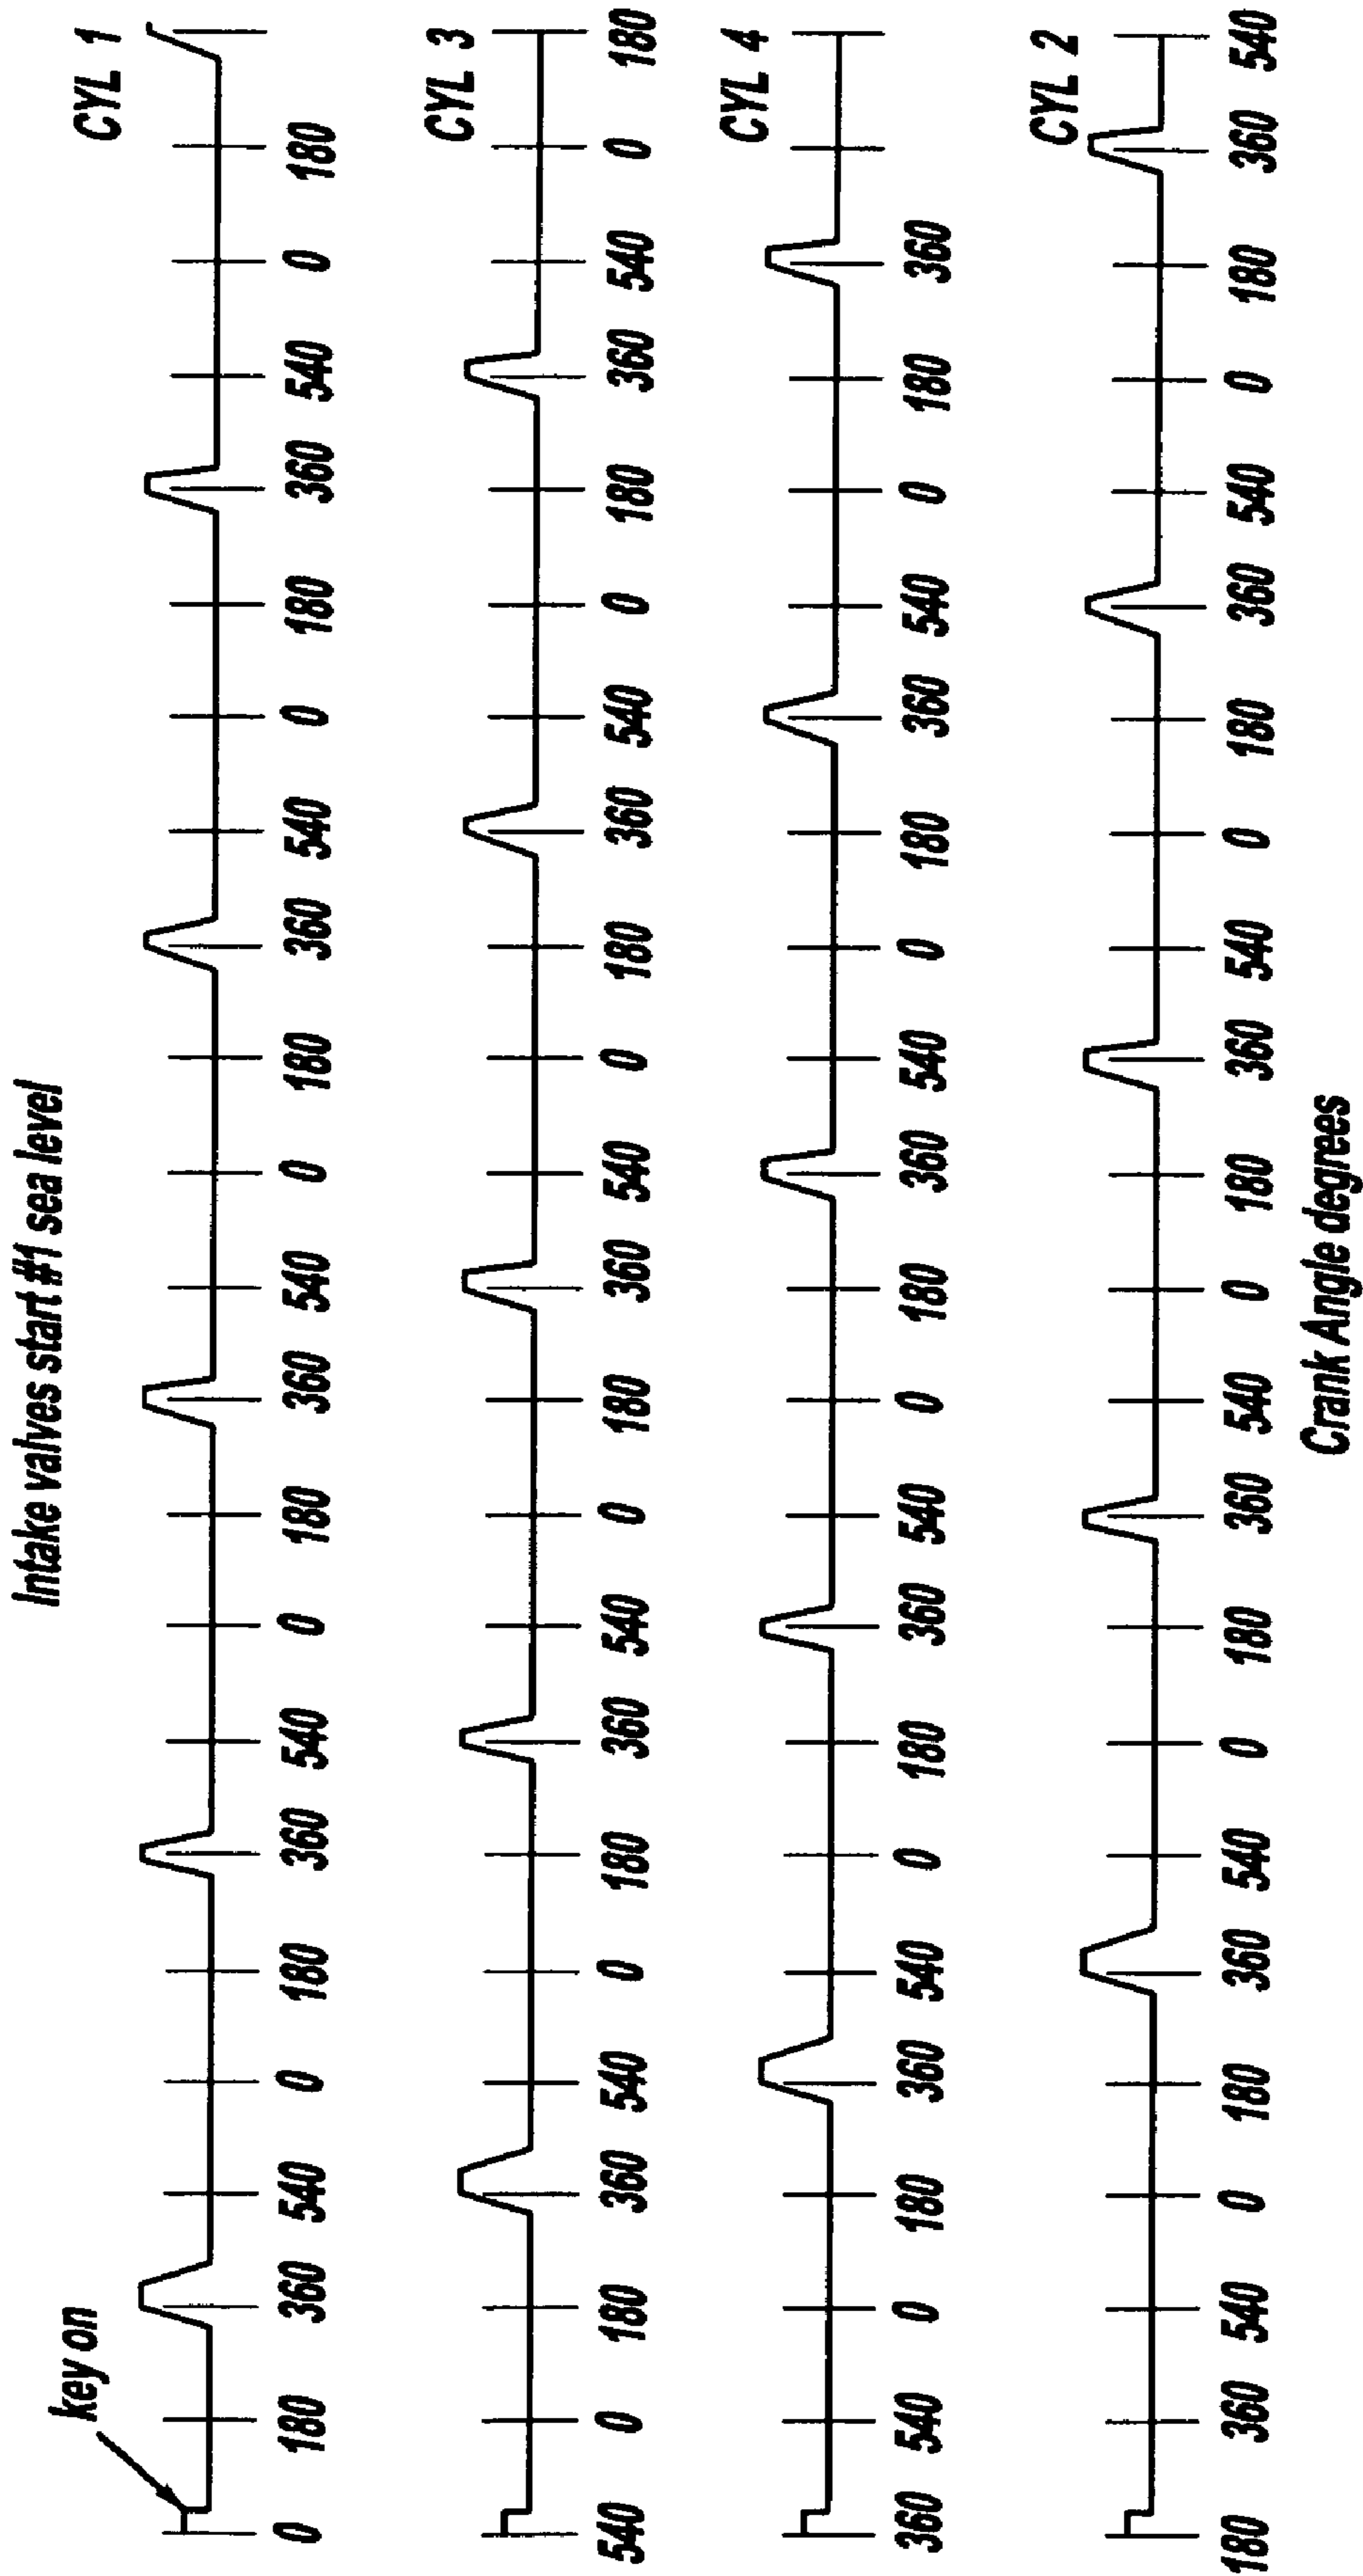 Intake valves start #1 sea level
key on
CYL 1
0 180 360 540 0 180 360 540 0 180 360 540 0 180 360 540 0 180 360 540 0 180
CYL 3
540 0 180 360 540 0 180 360 540 0 180 360 540 0 180 360 540 0 180 360 540 0 180
CYL 4
360 540 0 180 360 540 0 180 360 540 0 180 360 540 0 180 360 540 0 180 360
CYL 2
180 360 540 0 180 360 540 0 180 360 540 0 180 360 540 0 180 360 540 0 180 360 540
Crank Angle degrees